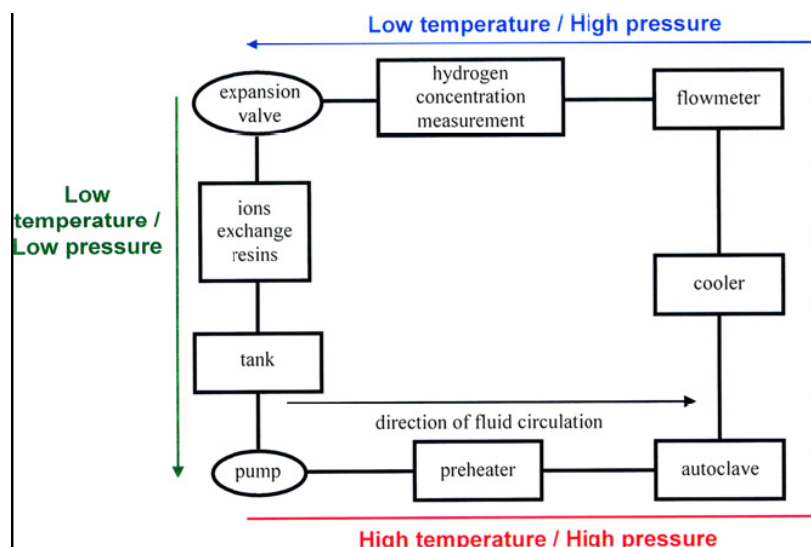 Low temperature / High pressure
expansion
valve
hydrogen
concentration
measurement
flowmeter
Low
temperature /
Low pressure
ions
exchange
resins
cooler
tank
direction of fluid circulation
pump
preheater
autoclave
High temperature / High pressure